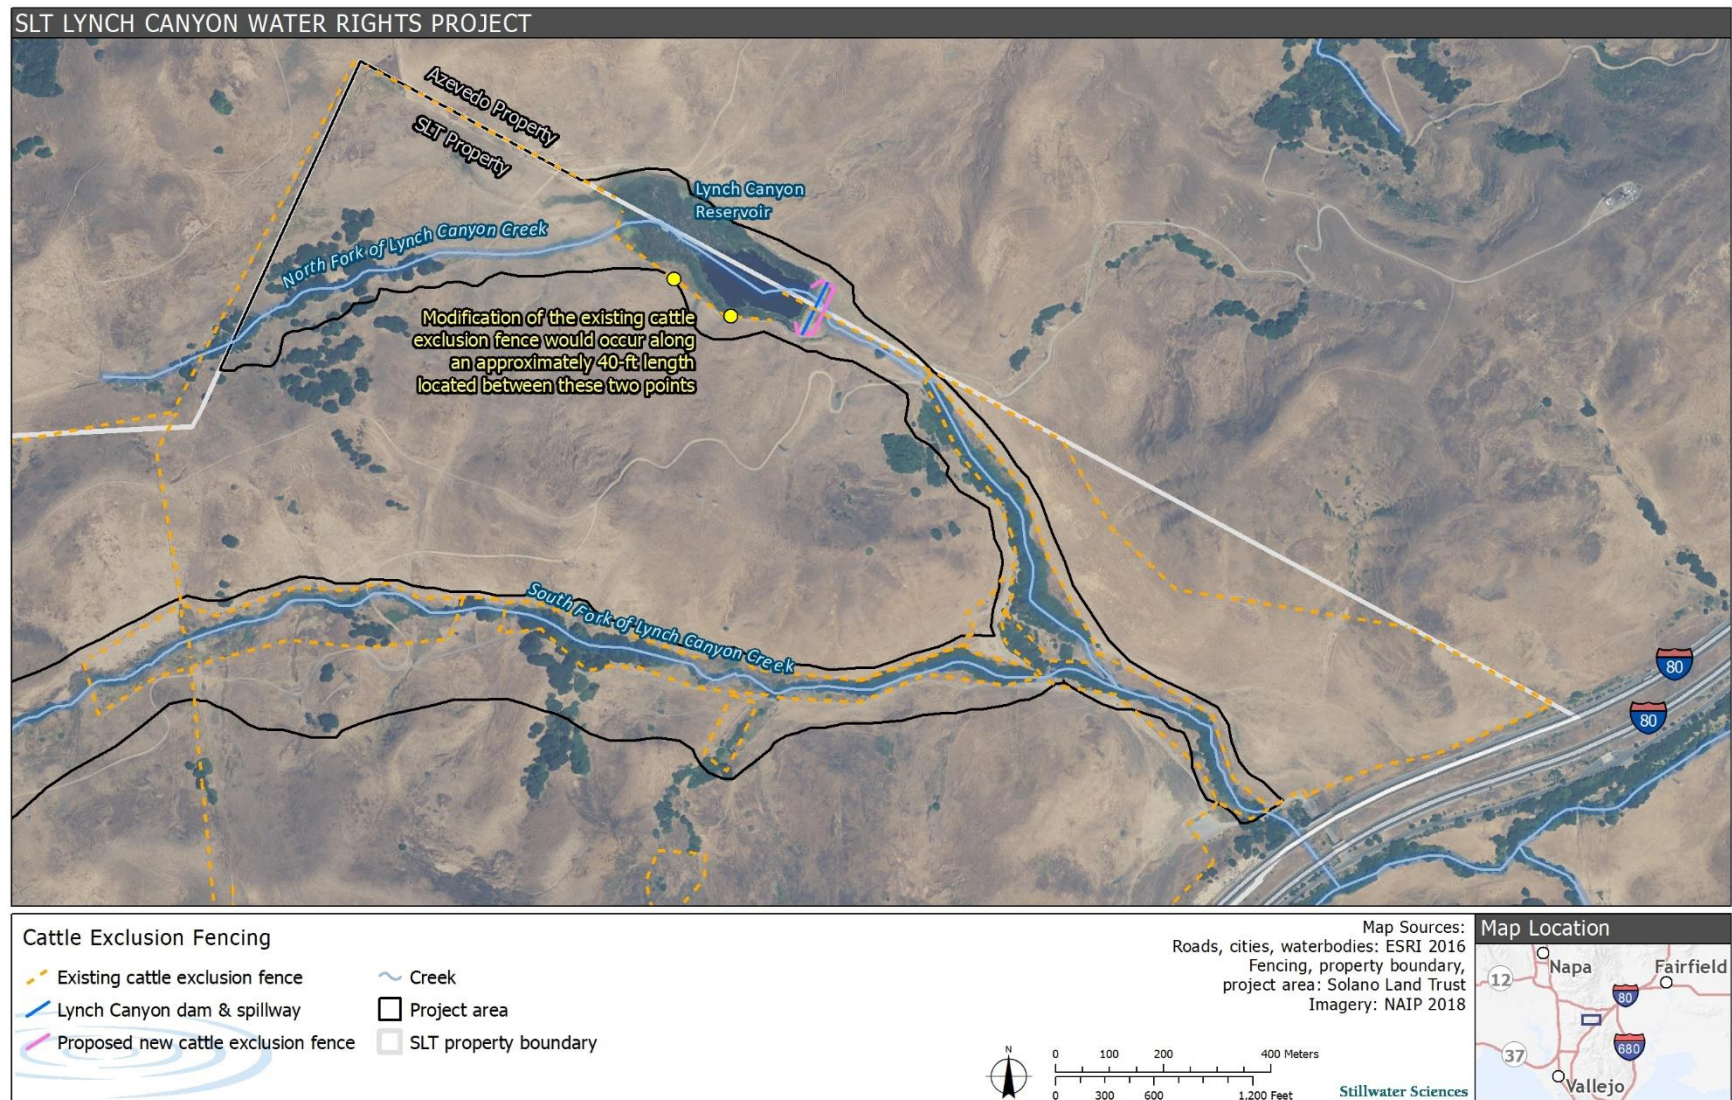 SLT LYNCH CANYON WATER RIGHTS PROJECT
Azevedo Property
SLT Property
Lynch Canyon
Reservoir
North Fork of Lynch Canyon Creek
Modification of the existing cattle
exclusion fence would occur along
an approximately 40-ft length
located between these two points
South Fork of Lynch Canyon Creek
80
80
Cattle Exclusion Fencing
Existing cattle exclusion fence
Lynch Canyon dam & spillway
Proposed new cattle exclusion fence
Creek
Project area
SLT property boundary
Map Sources:
Roads, cities, waterbodies: ESRI 2016
Fencing, property boundary,
project area: Solano Land Trust
Imagery: NAIP 2018
N
0 100 200 400 Meters
0 300 600 1,200 Feet
Stillwater Sciences
Map Location
Napa
Fairfield
12
80
37
680
Vallejo